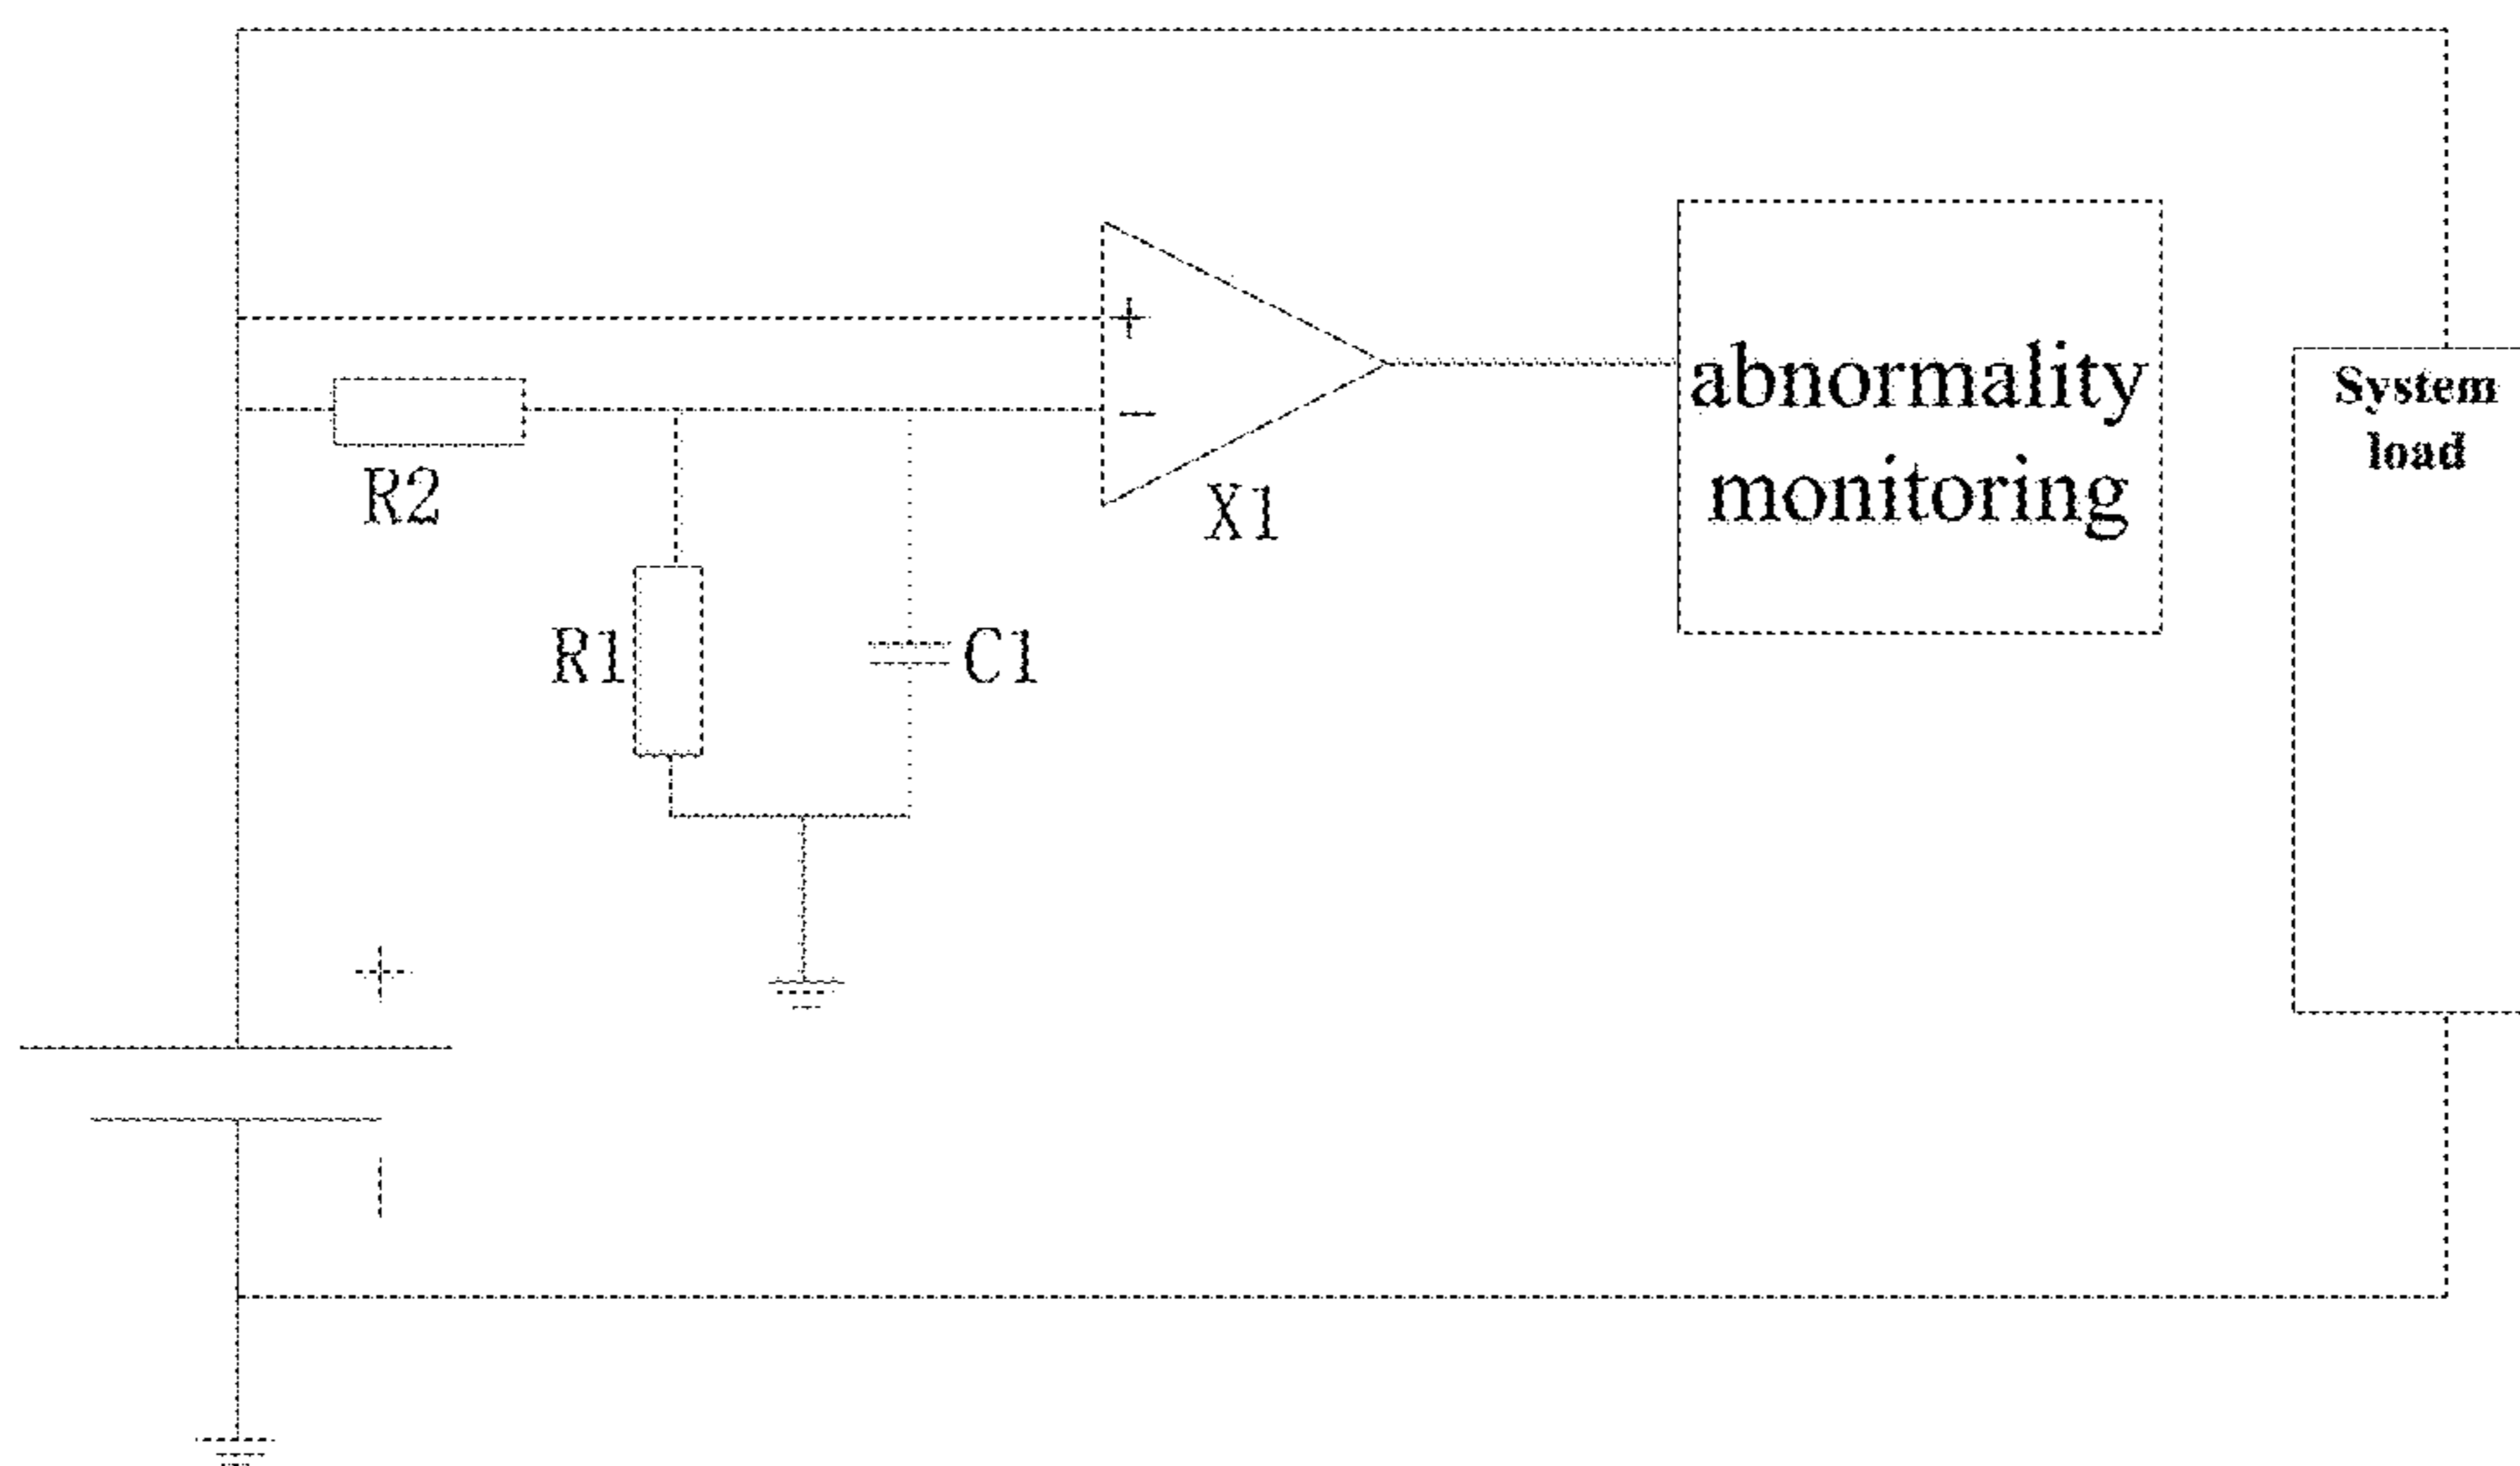 +
abnormality
monitoring
System
load
−
R2
X1
R1
C1
+
−